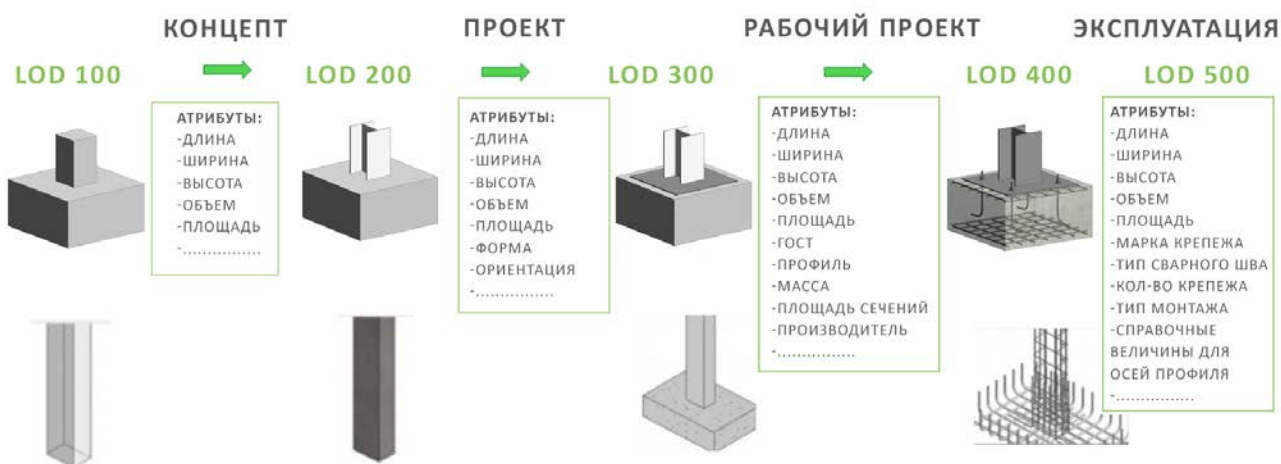 КОНЦЕПТ
ПРОЕКТ
РАБОЧИЙ ПРОЕКТ
ЭКСПЛУАТАЦИЯ
LOD 100
LOD 200
LOD 300
LOD 400
LOD 500
АТРИБУТЫ:
-ДЛИНА
-ШИРИНА
-ВЫСОТА
-ОБЪЕМ
-ПЛОЩАДЬ
-................
АТРИБУТЫ:
-ДЛИНА
-ШИРИНА
-ВЫСОТА
-ОБЪЕМ
-ПЛОЩАДЬ
-ФОРМА
-ОРИЕНТАЦИЯ
-................
АТРИБУТЫ:
-ДЛИНА
-ШИРИНА
-ВЫСОТА
-ОБЪЕМ
-ПЛОЩАДЬ
-ГОСТ
-ПРОФИЛЬ
-МАССА
-ПЛОЩАДЬ СЕЧЕНИЙ
-ПРОИЗВОДИТЕЛЬ
-................
АТРИБУТЫ:
-ДЛИНА
-ШИРИНА
-ВЫСОТА
-ОБЪЕМ
-ПЛОЩАДЬ
-МАРКА КРЕПЕЖА
-ТИП СВАРНОГО ШВА
-КОЛ-ВО КРЕПЕЖА
-ТИП МОНТАЖА
-СПРАВОЧНЫЕ
ВЕЛИЧИНЫ ДЛЯ
ОСЕЙ ПРОФИЛЯ
-................